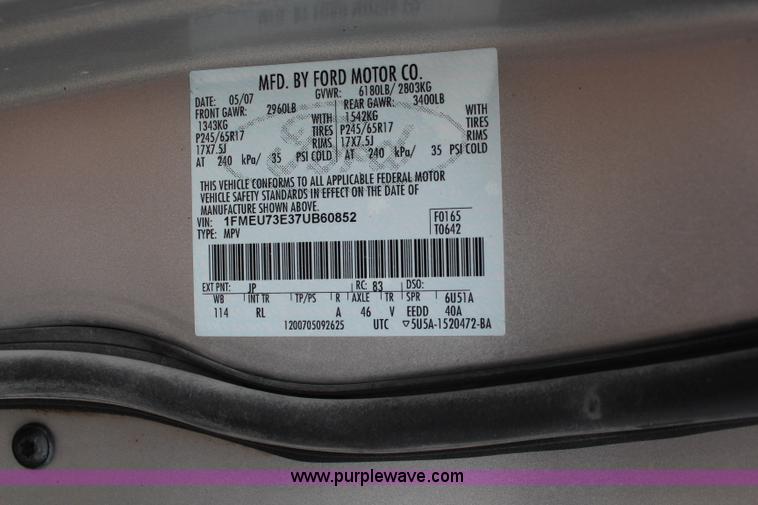 MFD. BY FORD MOTOR CO.
DATE: 05/07 GVWR: 6180LB/ 2803KG
FRONT GAWR: 2960LB REAR GAWR: 3400LB
1343KG WITH 1542KG WITH
P245/65R17 TIRES P245/65R17 TIRES
17X7.5J RIMS 17X7.5J RIMS
AT 240 kPa/ 35 PSI COLD AT 240 kPa/ 35 PSI COLD
Ford
THIS VEHICLE CONFORMS TO ALL APPLICABLE FEDERAL MOTOR
VEHICLE SAFETY STANDARDS IN EFFECT ON THE DATE OF
MANUFACTURE SHOWN ABOVE.
VIN: 1FMEU73E37UB60852 F0165
TYPE: MPV T0642
EXT PNT: JP RC: 83 DSO:
WB INT TR TP/PS R AXLE TR SPR 6U51A
114 RL A 46 V EEDD 40A
1200705092625 UTC ▽5U5A-1520472-BA
www.purplewave.com